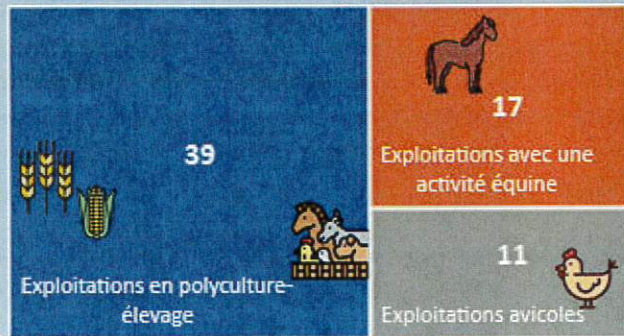 39
Exploitations en polyculture-
élevage
17
Exploitations avec une
activité équine
11
Exploitations avicoles